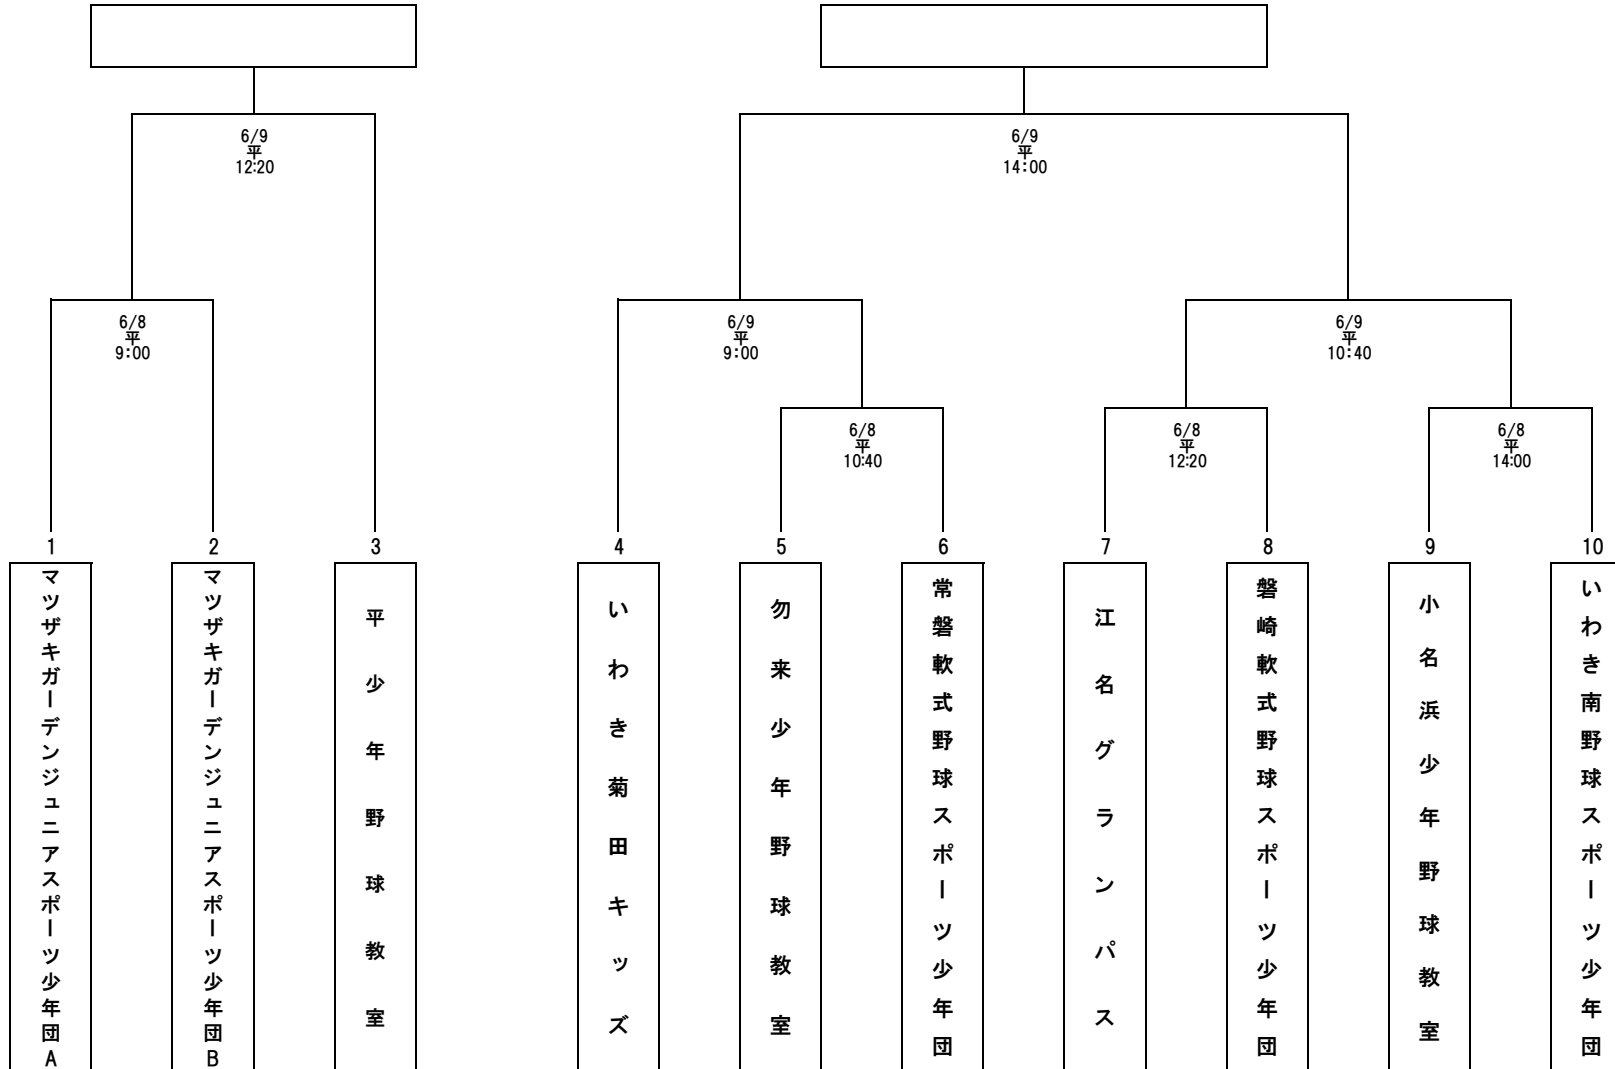 6/9
平
12:20
6/9
平
14:00
6/8
平
9:00
6/9
平
9:00
6/9
平
10:40
6/8
平
10:40
6/8
平
12:20
6/8
平
14:00
1
2
3
4
5
6
7
8
9
10
マツザキガーデンジュニアスポーツ少年団A
マツザキガーデンジュニアスポーツ少年団B
平少年野球教室
いわき菊田キッズ
勿来少年野球教室
常磐軟式野球スポーツ少年団
江名グランパス
磐崎軟式野球スポーツ少年団
小名浜少年野球教室
いわき南野球スポーツ少年団